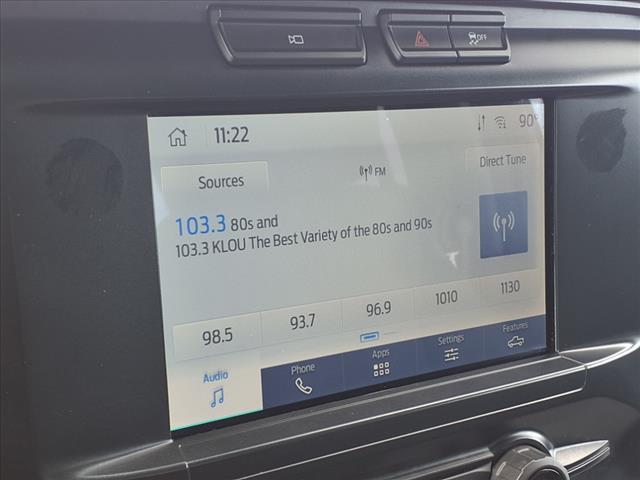 OFF
11:22
90°
Sources
FM
Direct Tune
103.3 80s and
103.3 KLOU The Best Variety of the 80s and 90s
98.5
93.7
96.9
1010
1130
Audio
Phone
Apps
Settings
Features